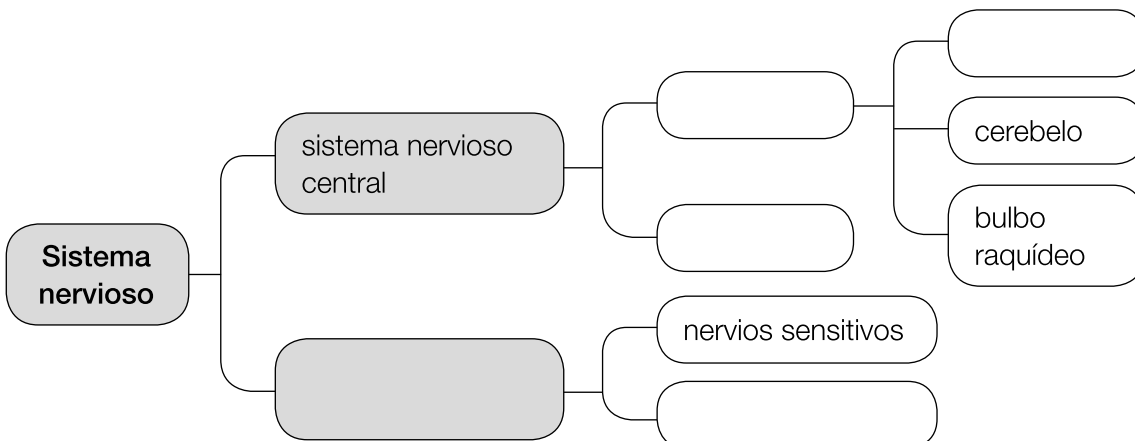 sistema nervioso
central
cerebelo
bulbo
raquídeo
Sistema
nervioso
nervios sensitivos